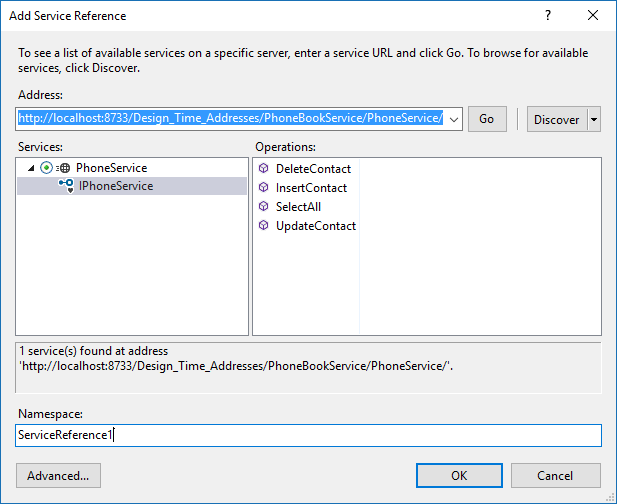 Add Service Reference
To see a list of available services on a specific server, enter a service URL and click Go. To browse for available
services, click Discover.
Address:
http://localhost:8733/Design_Time_Addresses/PhoneBookService/PhoneService/
Go
Discover
Services:
Operations:
PhoneService
IPhoneService
DeleteContact
InsertContact
SelectAll
UpdateContact
1 service(s) found at address
'http://localhost:8733/Design_Time_Addresses/PhoneBookService/PhoneService/'.
Namespace:
ServiceReference1
Advanced...
OK
Cancel